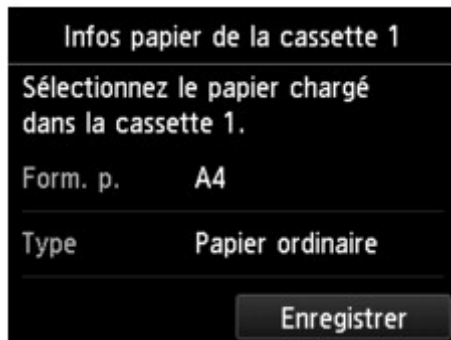 Infos papier de la cassette 1
Sélectionnez le papier chargé
dans la cassette 1.
Form. p. A4
Type Papier ordinaire
Enregistrer